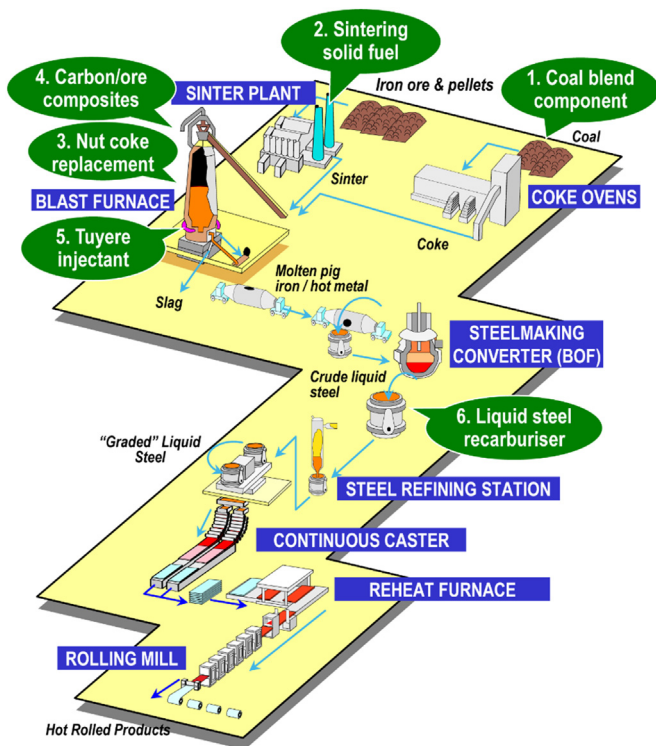 2. Sintering
solid fuel
4. Carbon/ore
composites
SINTER PLANT
Iron ore & pellets
1. Coal blend
component
Coal
3. Nut coke
replacement
Sinter
BLAST FURNACE
COKE OVENS
5. Tuyere
injectant
Coke
Molten pig
iron / hot metal
Slag
STEELMAKING
CONVERTER (BOF)
Crude liquid
steel
6. Liquid steel
recarburiser
“Graded” Liquid
Steel
STEEL REFINING STATION
CONTINUOUS CASTER
REHEAT FURNACE
ROLLING MILL
Hot Rolled Products